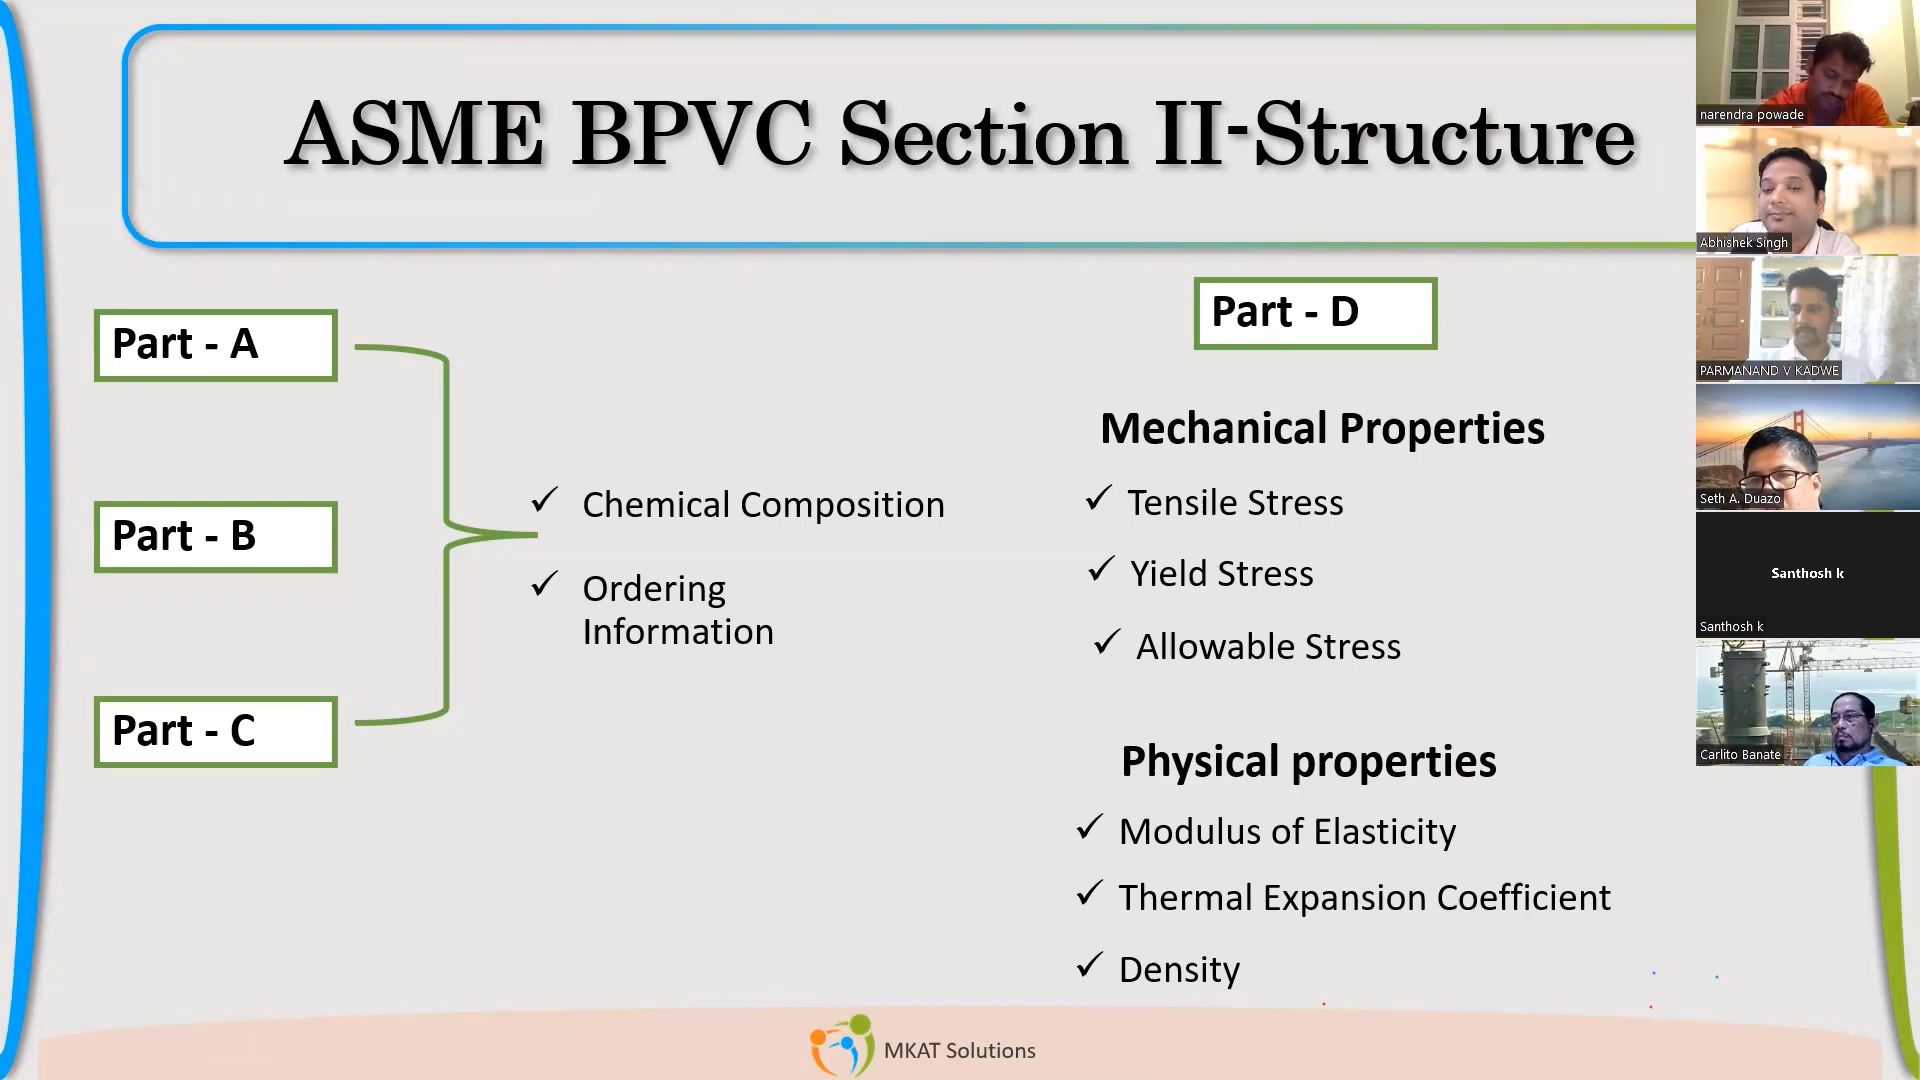 ASME BPVC Section II-Structure
Part - A
Part - B
Part - C
Chemical Composition
Ordering
Information
Part - D
Mechanical Properties
Tensile Stress
Yield Stress
Allowable Stress
Physical properties
Modulus of Elasticity
Thermal Expansion Coefficient
Density
MKAT Solutions
narendra powade
Abhishek Singh
PARMANAND V KADWE
Seth A. Duazo
Santhosh k
Santhosh k
Carlito Banate